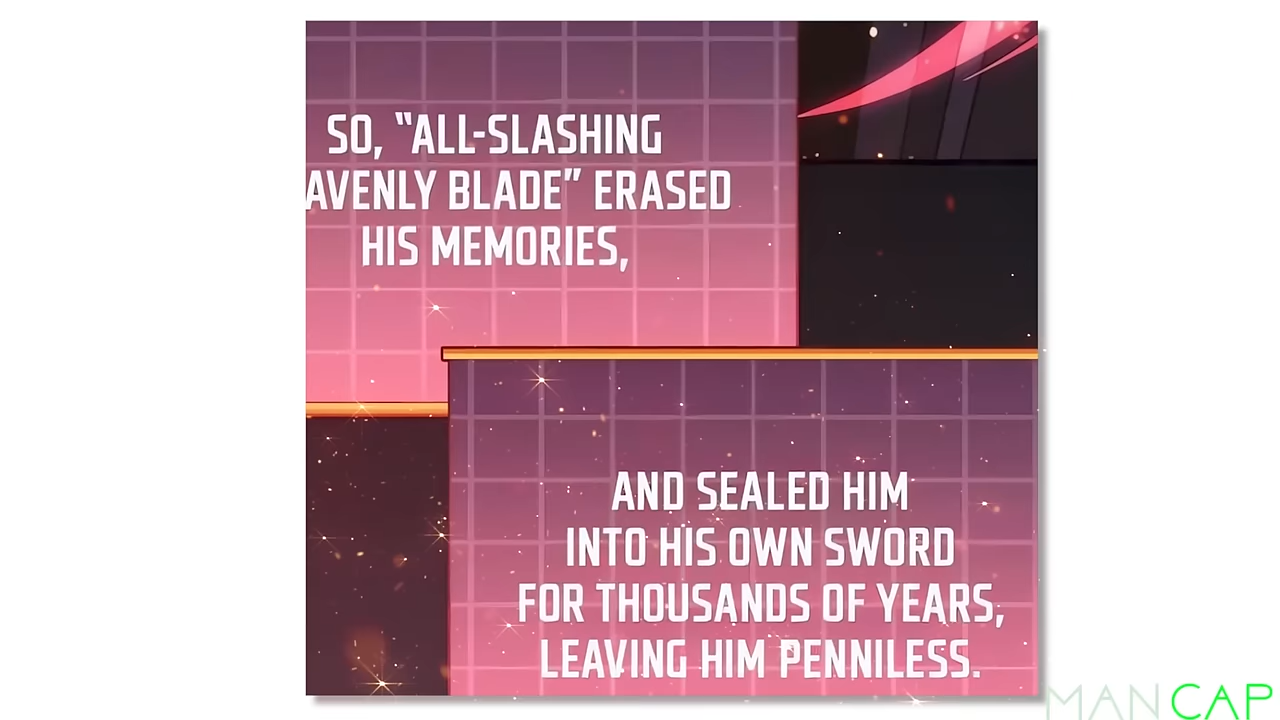 SO, “ALL-SLASHING
AVENLY BLADE” ERASED
HIS MEMORIES,
AND SEALED HIM
INTO HIS OWN SWORD
FOR THOUSANDS OF YEARS,
LEAVING HIM PENNILESS.
MANCAP